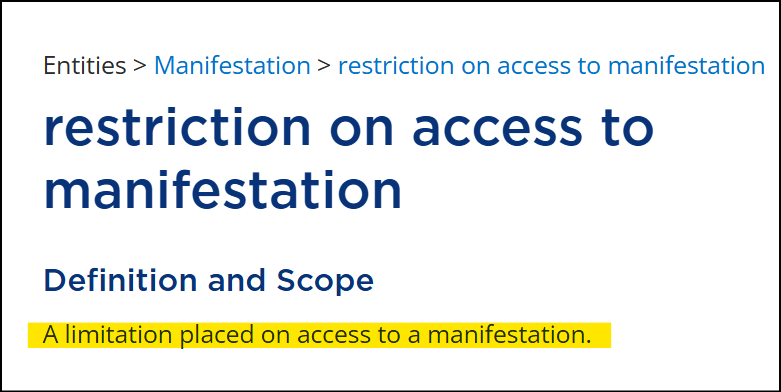 Entities > Manifestation > restriction on access to manifestation
restriction on access to
manifestation
Definition and Scope
A limitation placed on access to a manifestation.